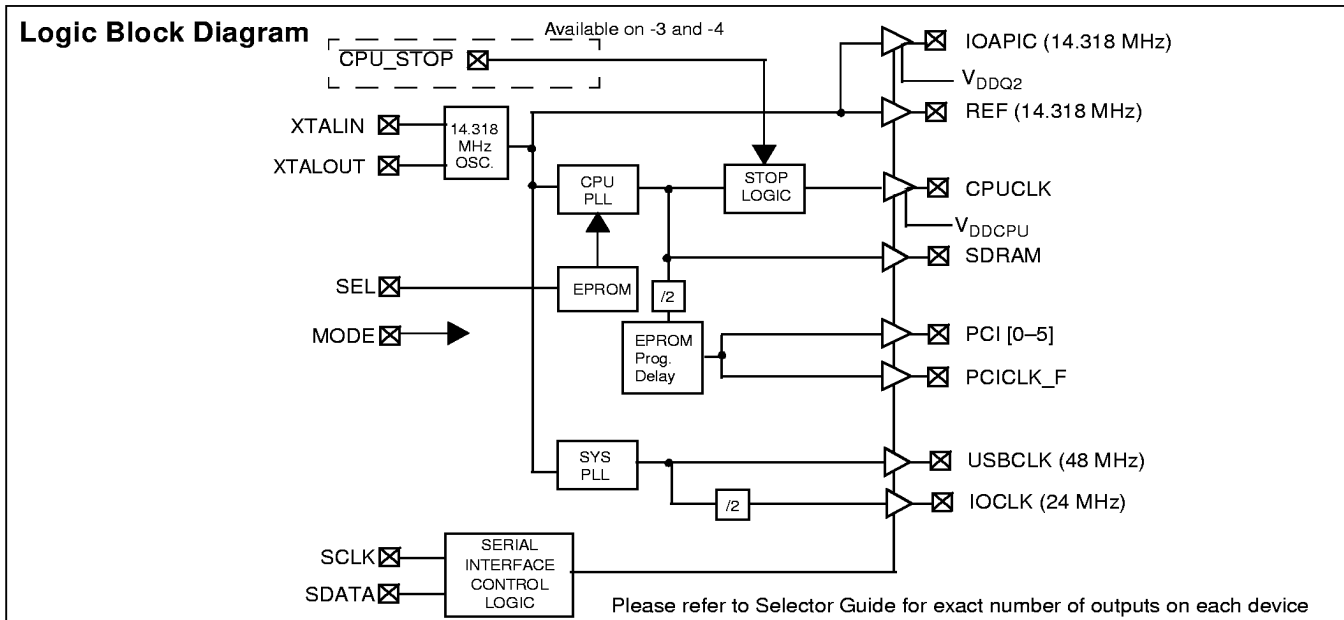 Logic Block Diagram
Available on -3 and -4
CPU_STOP
IOAPIC (14.318 MHz)
VDDQ2
REF (14.318 MHz)
XTALIN
XTALOUT
14.318
MHz
OSC.
CPU
PLL
STOP
LOGIC
CPUCLK
VDDCPU
SDRAM
SEL
EPROM
/2
MODE
EPROM
Prog.
Delay
PCI [0–5]
PCICLK_F
SYS
PLL
USBCLK (48 MHz)
/2
IOCLK (24 MHz)
SCLK
SDATA
SERIAL
INTERFACE
CONTROL
LOGIC
Please refer to Selector Guide for exact number of outputs on each device